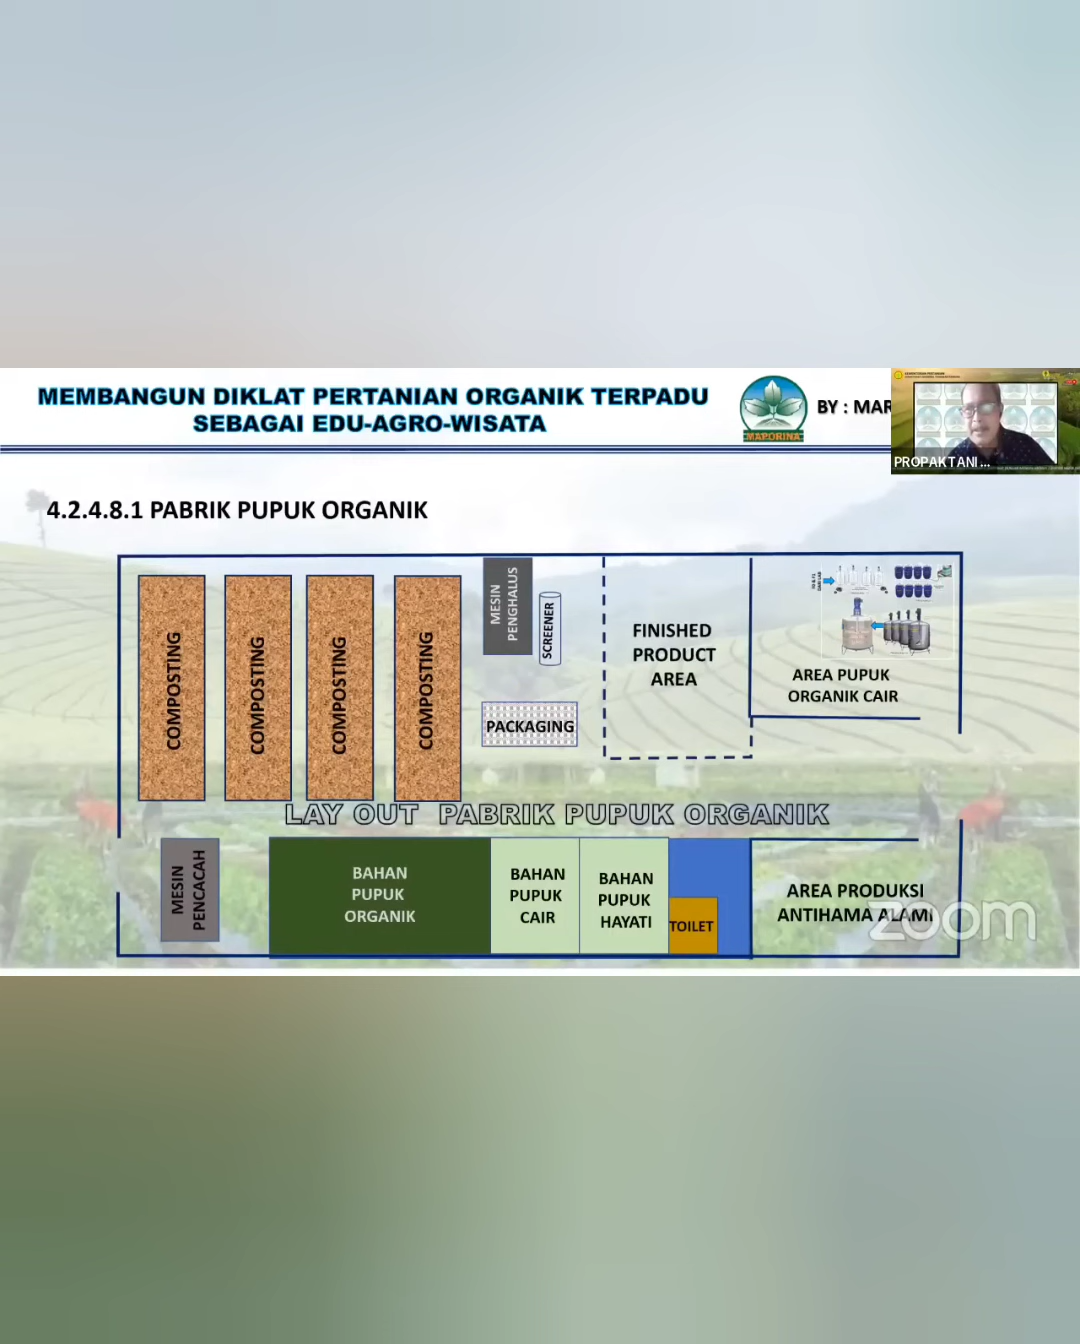 MEMBANGUN DIKLAT PERTANIAN ORGANIK TERPADU
SEBAGAI EDU-AGRO-WISATA
MAPORINA
BY : MAR
PROPAKTANI ...
4.2.4.8.1 PABRIK PUPUK ORGANIK
COMPOSTING
COMPOSTING
COMPOSTING
COMPOSTING
MESIN
PENGHALUS
SCREENER
PACKAGING
FINISHED
PRODUCT
AREA
AREA PUPUK
ORGANIK CAIR
LAY OUT PABRIK PUPUK ORGANIK
MESIN
PENCACAH
BAHAN
PUPUK
ORGANIK
BAHAN
PUPUK
CAIR
BAHAN
PUPUK
HAYATI
TOILET
AREA PRODUKSI
ANTIHAMA ALAMI
zoom